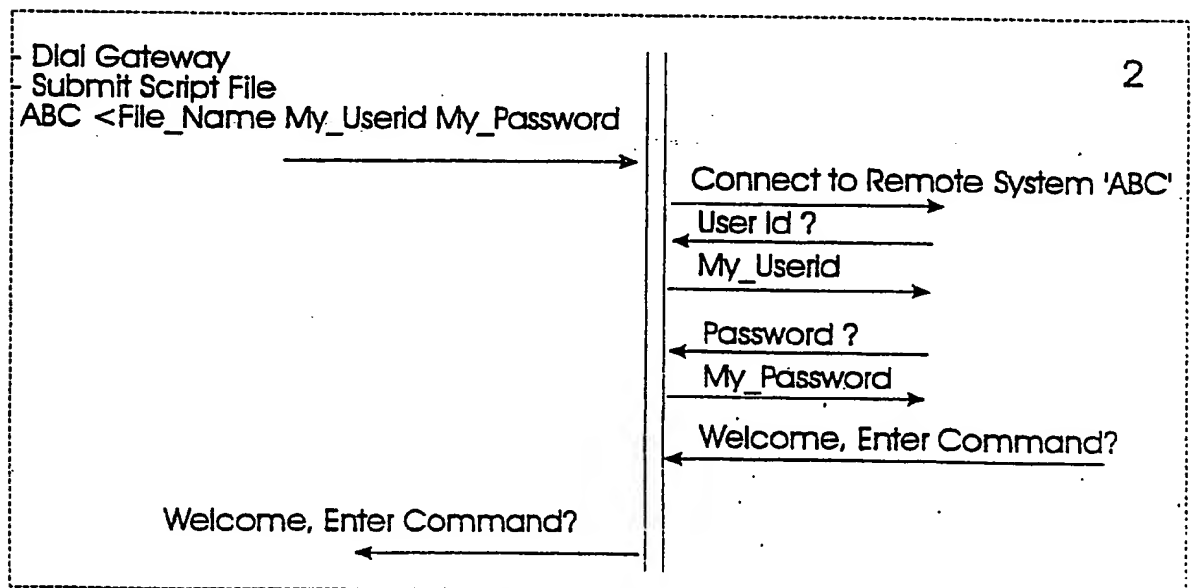 - Dial Gateway
- Submit Script File
ABC <File_Name My_Userid My_Password
2
Connect to Remote System 'ABC'
User Id ?
My_Userid
Password ?
My_Password
Welcome, Enter Command?
Welcome, Enter Command?